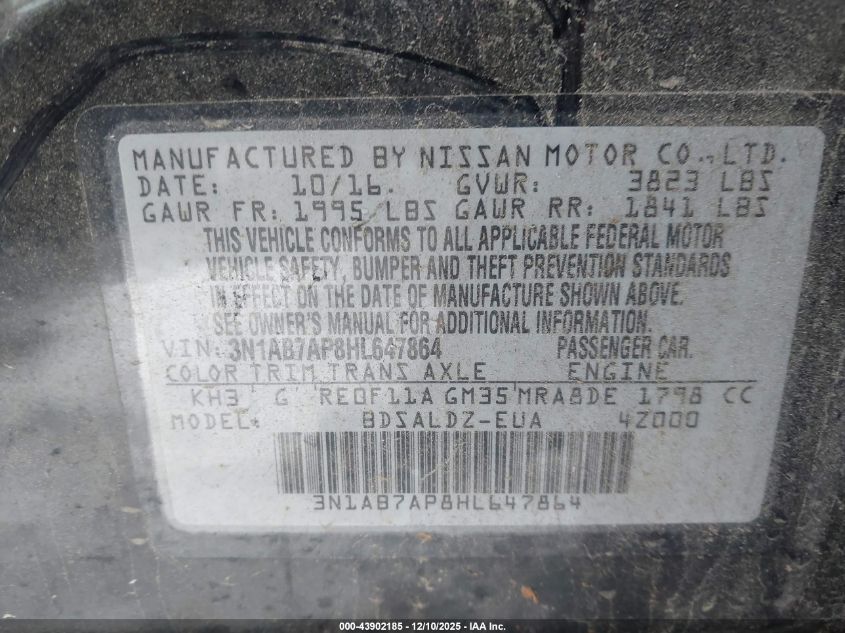 MANUFACTURED BY NISSAN MOTOR CO., LTD.
DATE: 10/16. GVWR: 3823 LBS
GAWR FR: 1995 LBS GAWR RR: 1841 LBS
THIS VEHICLE CONFORMS TO ALL APPLICABLE FEDERAL MOTOR
VEHICLE SAFETY, BUMPER AND THEFT PREVENTION STANDARDS
IN EFFECT ON THE DATE OF MANUFACTURE SHOWN ABOVE.
SEE OWNER'S MANUAL FOR ADDITIONAL INFORMATION.
VIN: 3N1AB7AP8HL647864 PASSENGER CAR.
COLOR TRIM TRANS AXLE ENGINE
KH3 G RE0F11A GM35 MRA8DE 1798 CC
MODEL: BDSALDZ-EUA 4Z000
3N1AB7AP8HL647864
000-43902185 - 12/10/2025 - IAA Inc.